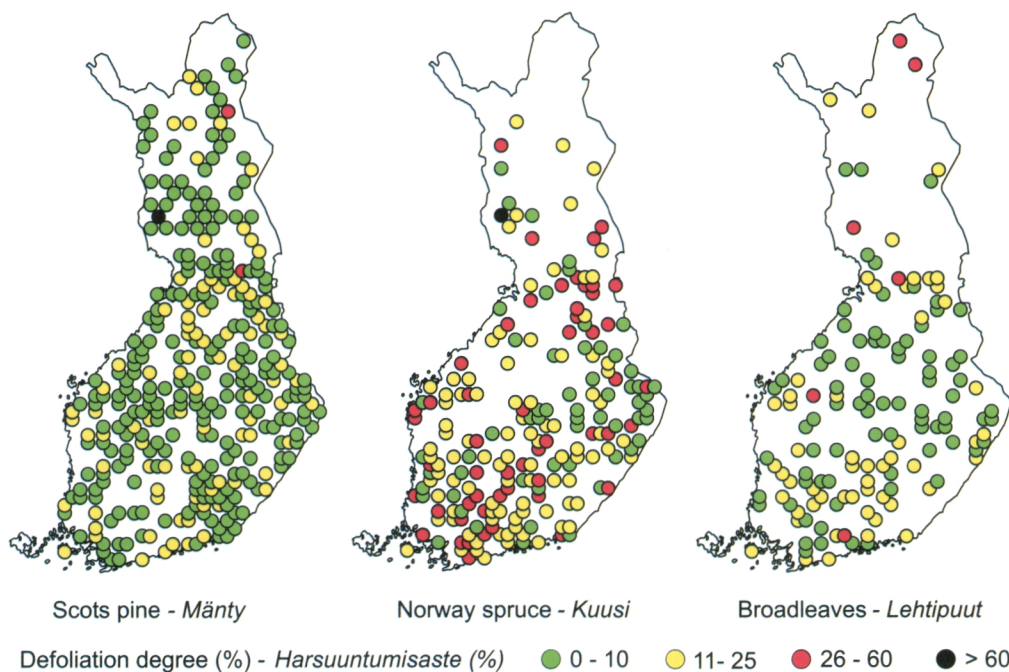 Scots pine - Mänty
Norway spruce - Kuusi
Broadleaves - Lehtipuut
Defoliation degree (%) - Harsuuntumisaste (%) 0 - 10 11- 25 26 - 60 > 60